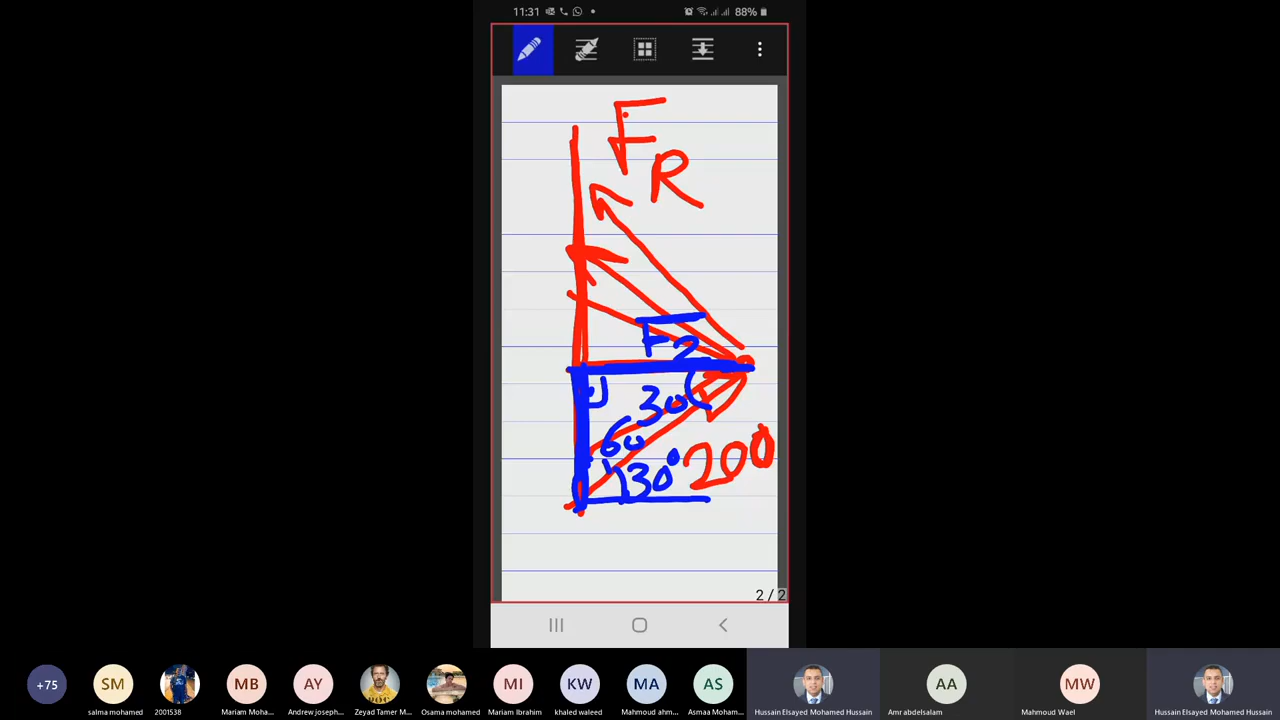 11:31
88%
F
R
F2
30
60
30°
200
2 / 2
+75
SM
MB
AY
MI
KW
MA
AS
AA
MW
salma mohamed
2001538
Mariam Moha...
Andrew joseph...
Zeyad Tamer M...
Osama mohamed
Mariam Ibrahim
khaled waleed
Mahmoud ahm...
Asmaa Moham...
Hussain Elsayed Mohamed Hussain
Amr abdelsalam
Mahmoud Wael
Hussain Elsayed Mohamed Hussain